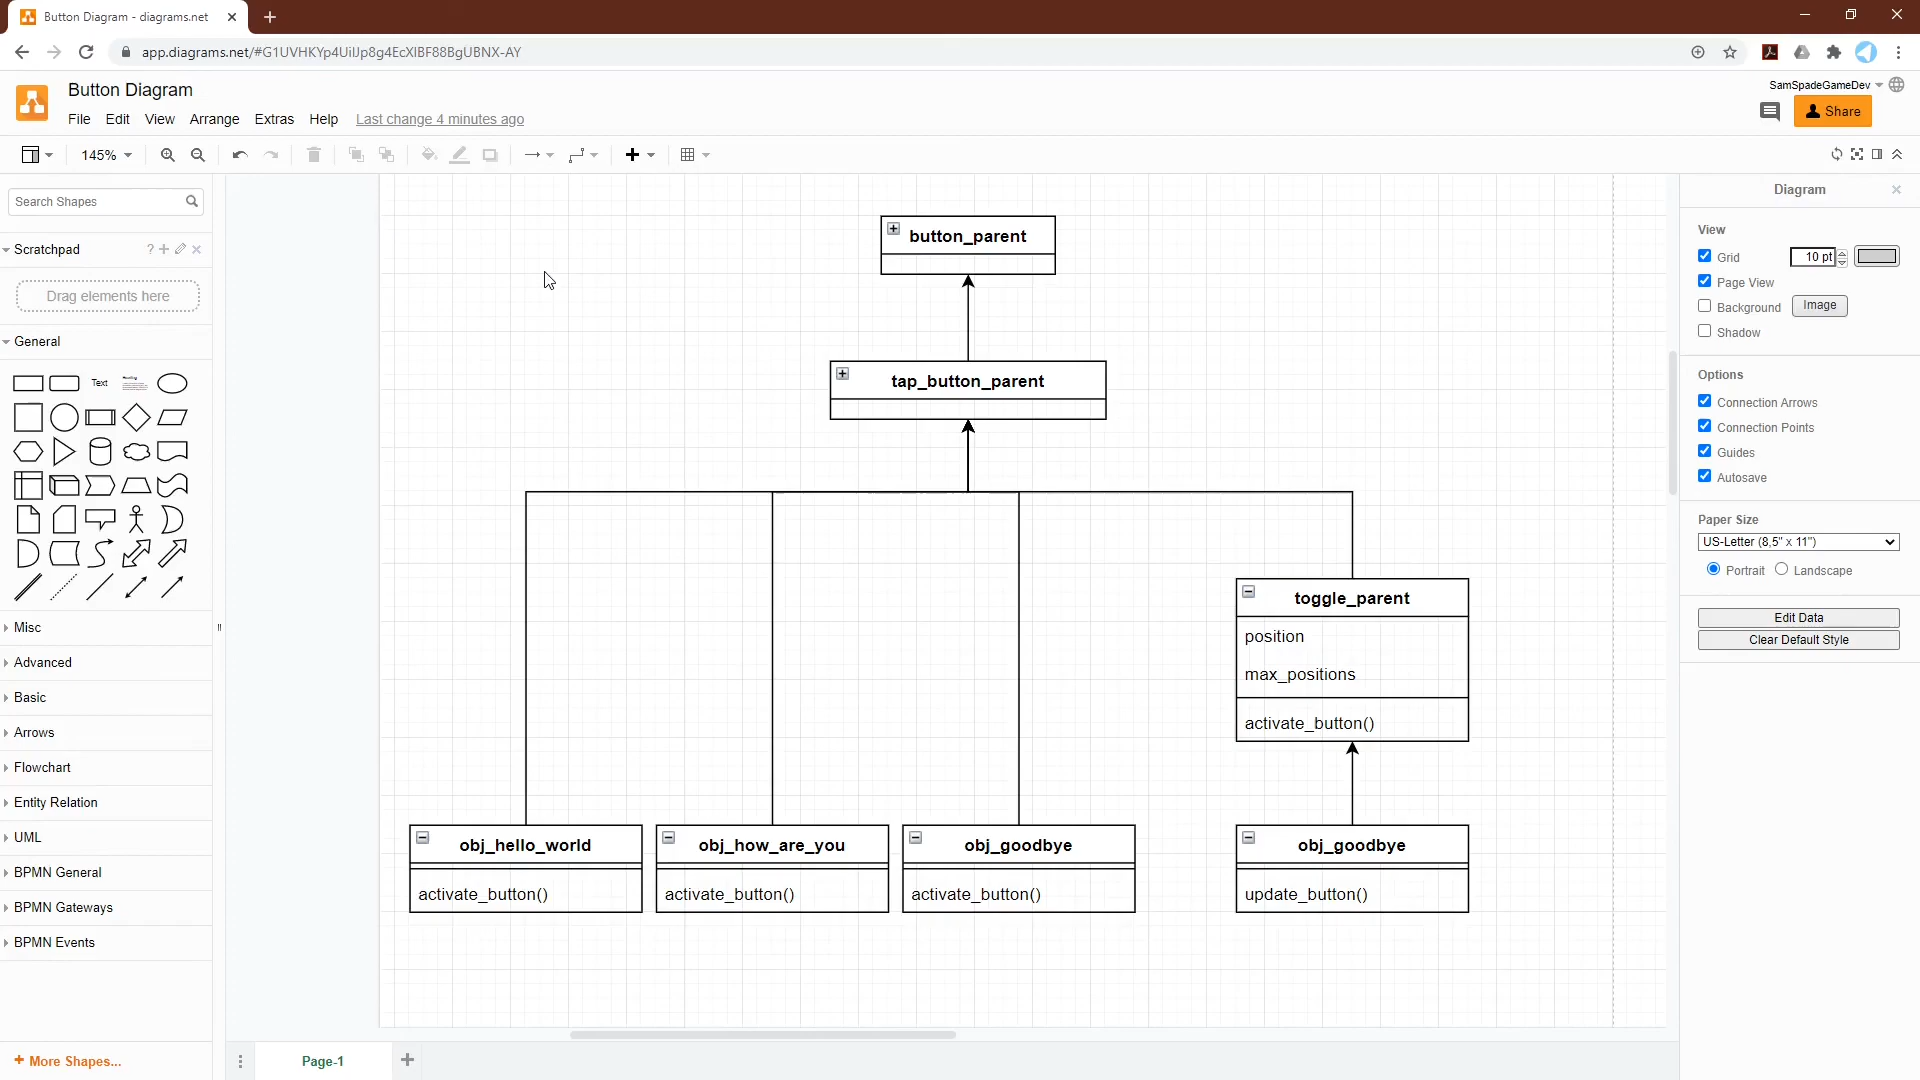 Button Diagram - diagrams.net
app.diagrams.net/#G1UVHKYp4UiIJp8g4EcXlBF88BgUBNX-AY
Button Diagram
SamSpadeGameDev
File Edit View Arrange Extras Help Last change 4 minutes ago
Share
145%
Search Shapes
Scratchpad
?
Drag elements here
General
Text
Heading
Misc
Advanced
Basic
Arrows
Flowchart
Entity Relation
UML
BPMN General
BPMN Gateways
BPMN Events
+ More Shapes...
button_parent
tap_button_parent
toggle_parent
position
max_positions
activate_button()
obj_hello_world
activate_button()
obj_how_are_you
activate_button()
obj_goodbye
activate_button()
obj_goodbye
update_button()
Page-1
Diagram
View
Grid 10 pt
Page View
Background Image
Shadow
Options
Connection Arrows
Connection Points
Guides
Autosave
Paper Size
US-Letter (8,5" x 11")
Portrait Landscape
Edit Data
Clear Default Style